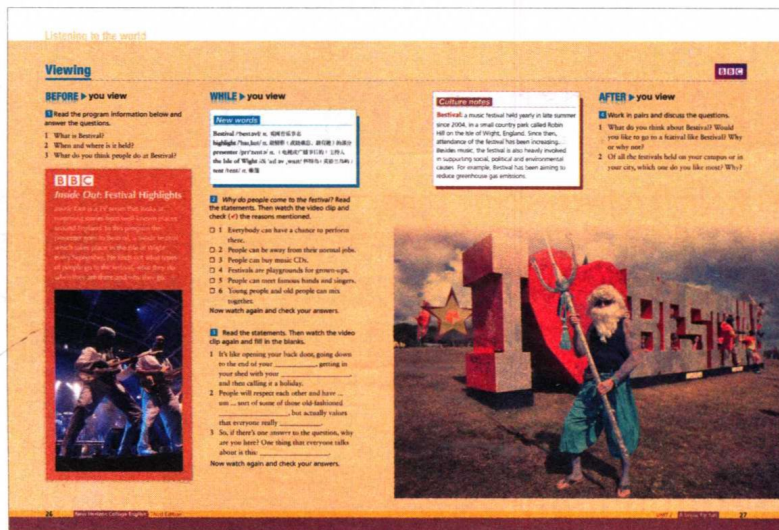 Listening to the world
Viewing
BBC
BEFORE ▶ you view
1 Read the program information below and
answer the questions.
1 What is Bestival?
2 When and where is it held?
3 What do you think people do at Bestival?
BBC
Inside Out: Festival Highlights
WHILE ▶ you view
New words
Bestival
highlight
presenter
the Isle of Wight
tent
2 Why do people come to the festival? Read
the statements. Then watch the video clip and
check (✓) the reasons mentioned.
□ 1 Everybody can have a chance to perform
there.
□ 2 People can be away from their normal jobs.
□ 3 People can buy music CDs.
□ 4 Festivals are playgrounds for grown-ups.
□ 5 People can meet famous bands and singers.
□ 6 Young people and old people can mix
together.
Now watch again and check your answers.
3 Read the statements. Then watch the video
clip again and fill in the blanks.
1 It's like opening your back door, going down
to the end of your ____________, getting in
your shed with your ____________,
and then calling it a holiday.
2 People will respect each other and have ...
um ... sort of some of those old-fashioned
____________, but actually values
that everyone really ____________.
3 So, if there's one answer to the question, why
are you here? One thing that everyone talks
about is this: ____________.
Now watch again and check your answers.
Culture notes
Bestival: a music festival held yearly in late summer
since 2004, in a small country park called Robin
Hill on the Isle of Wight, England. Since then,
attendance of the festival has been increasing.
Besides music, the festival is also heavily involved
in supporting social, political and environmental
causes. For example, Bestival has been aiming to
reduce greenhouse gas emissions.
AFTER ▶ you view
4 Work in pairs and discuss the questions.
1 What do you think about Bestival? Would
you like to go to a festival like Bestival? Why
or why not?
2 Of all the festivals held on your campus or in
your city, which one do you like most? Why?
I
BESTIVAL
26 New Horizon College English Third Edition
UNIT 2
27